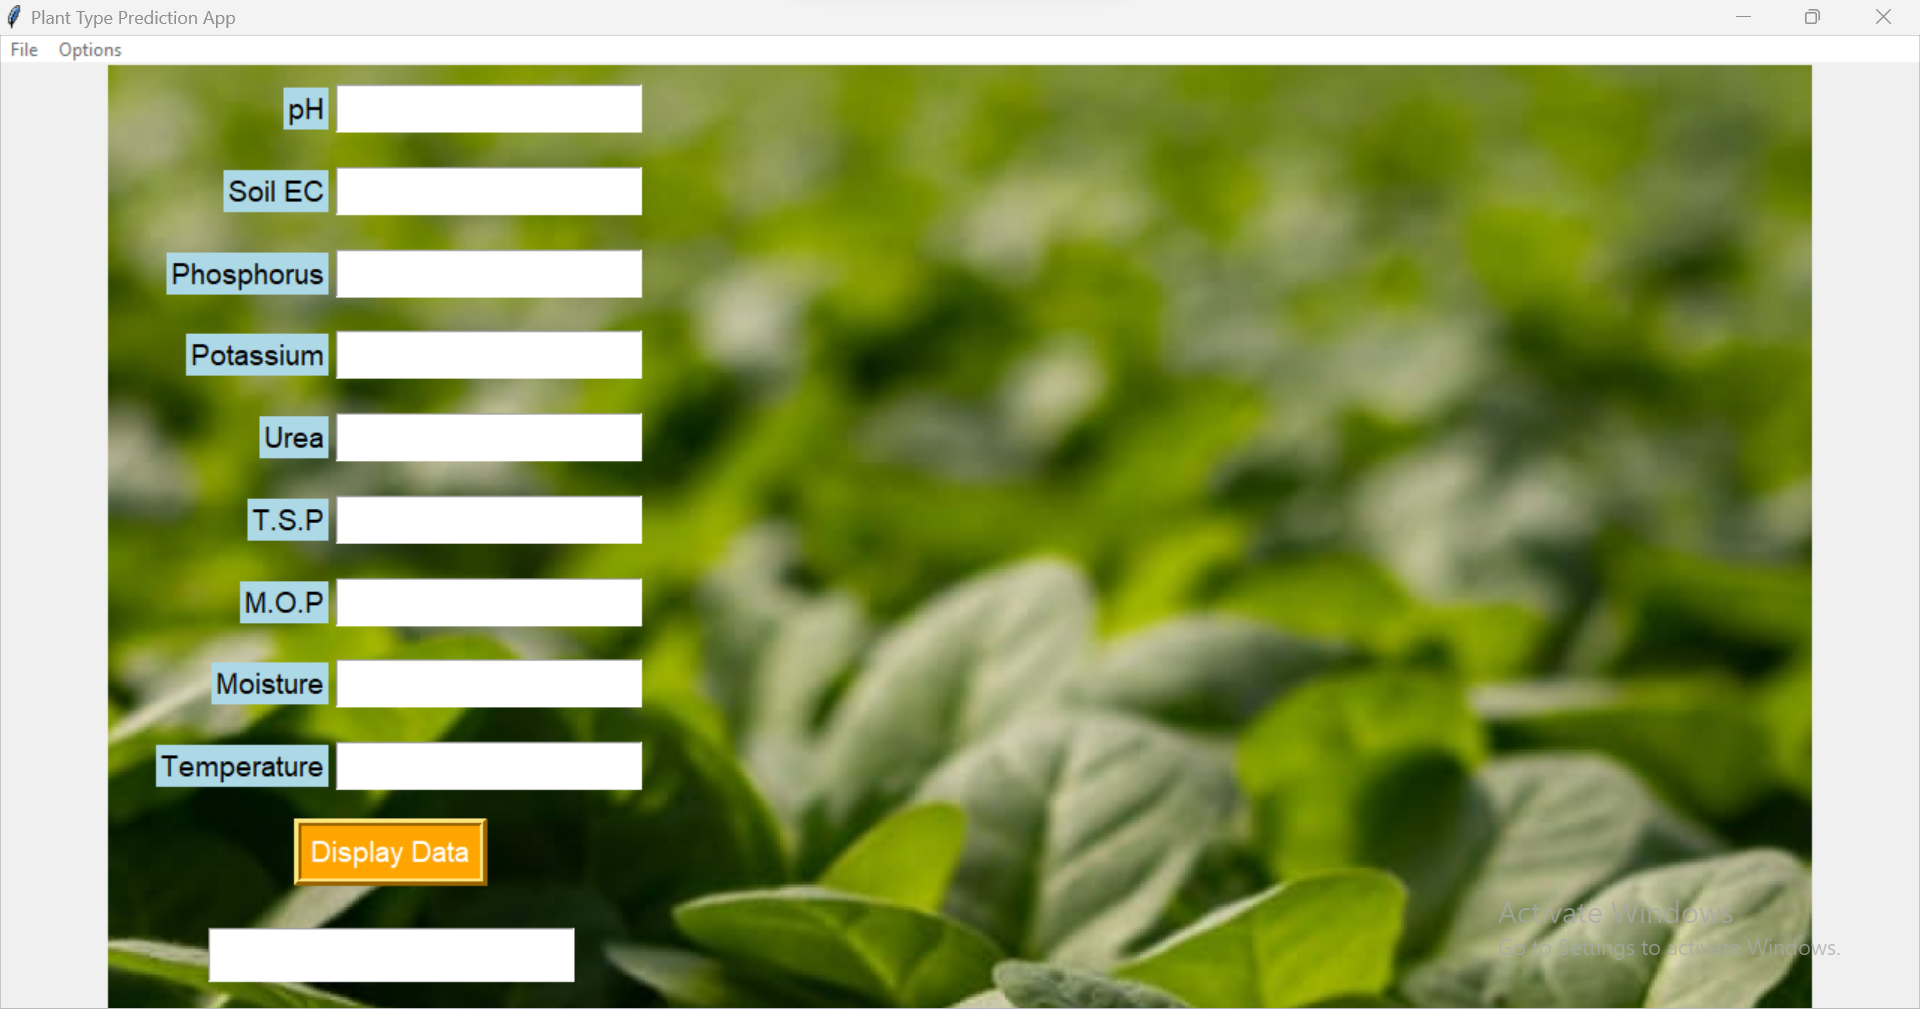 Plant Type Prediction App
File Options
pH
Soil EC
Phosphorus
Potassium
Urea
T.S.P
M.O.P
Moisture
Temperature
Display Data
Activate Windows
Go to Settings to activate Windows.